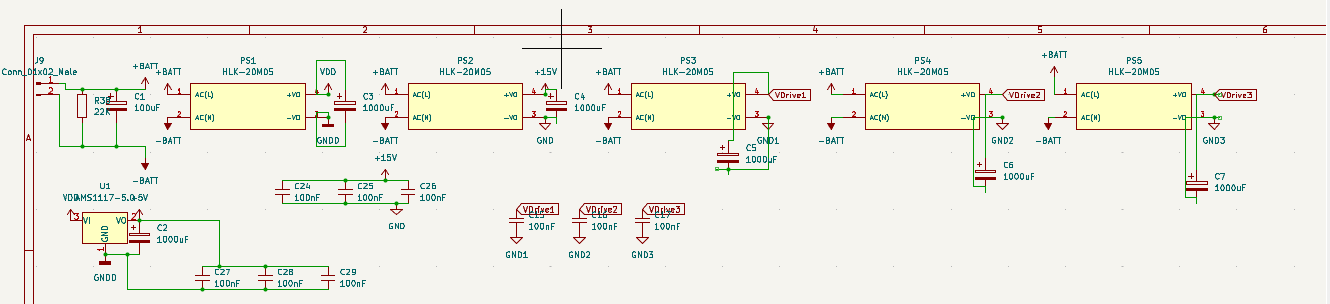 1 2 3 4 5 6
A
J9
Conn_01x02_Male
1
2
+BATT
R3
22K
C1
100uF
-BATT
+BATT
-BATT
PS1
HLK-20M05
1 AC(L) +VO 4
2 AC(N) -VO 3
VDD
GNDD
C3
1000uF
+BATT
-BATT
PS2
HLK-20M05
1 AC(L) +VO 4
2 AC(N) -VO 3
+15V
GND
C4
1000uF
+BATT
-BATT
PS3
HLK-20M05
1 AC(L) +VO 4
2 AC(N) -VO 3
VDrive1
GND1
C5
1000uF
+BATT
-BATT
PS4
HLK-20M05
1 AC(L) +VO 4
2 AC(N) -VO 3
VDrive2
GND2
C6
1000uF
+BATT
-BATT
PS6
HLK-20M05
1 AC(L) +VO 4
2 AC(N) -VO 3
VDrive3
GND3
C7
1000uF
+15V
C24
100nF
C25
100nF
C26
100nF
GND
VDrive1
100nF
GND1
VDrive2
100nF
GND2
VDrive3
100nF
GND3
U1
VDD
AMS1117-5.0
+5V
3 VI VO 2
GND
1
GNDD
C2
1000uF
C27
100nF
C28
100nF
C29
100nF